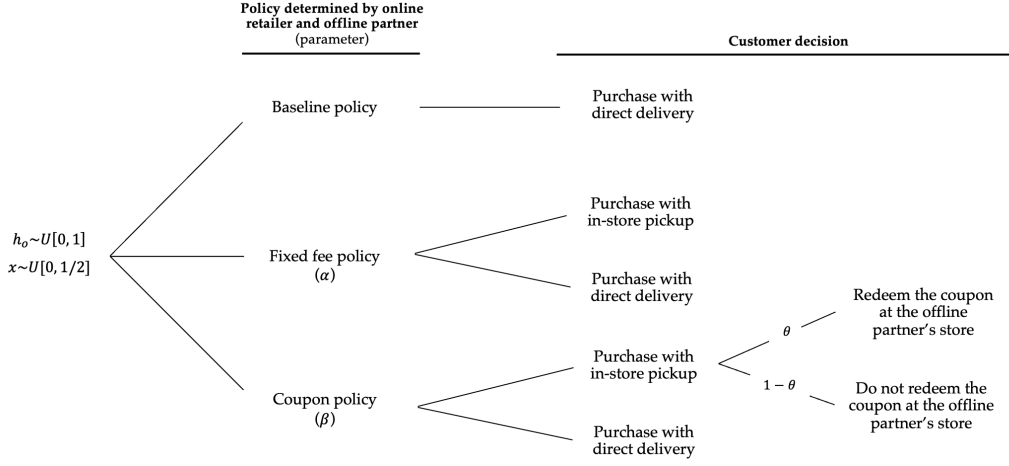 Policy determined by online
retailer and offline partner
(parameter)
Customer decision
Baseline policy
Purchase with
direct delivery
h_o~U[0, 1]
x~U[0, 1/2]
Fixed fee policy
(α)
Purchase with
in-store pickup
Purchase with
direct delivery
Coupon policy
(β)
Purchase with
in-store pickup
Purchase with
direct delivery
θ
Redeem the coupon
at the offline
partner's store
1 − θ
Do not redeem the
coupon at the offline
partner's store